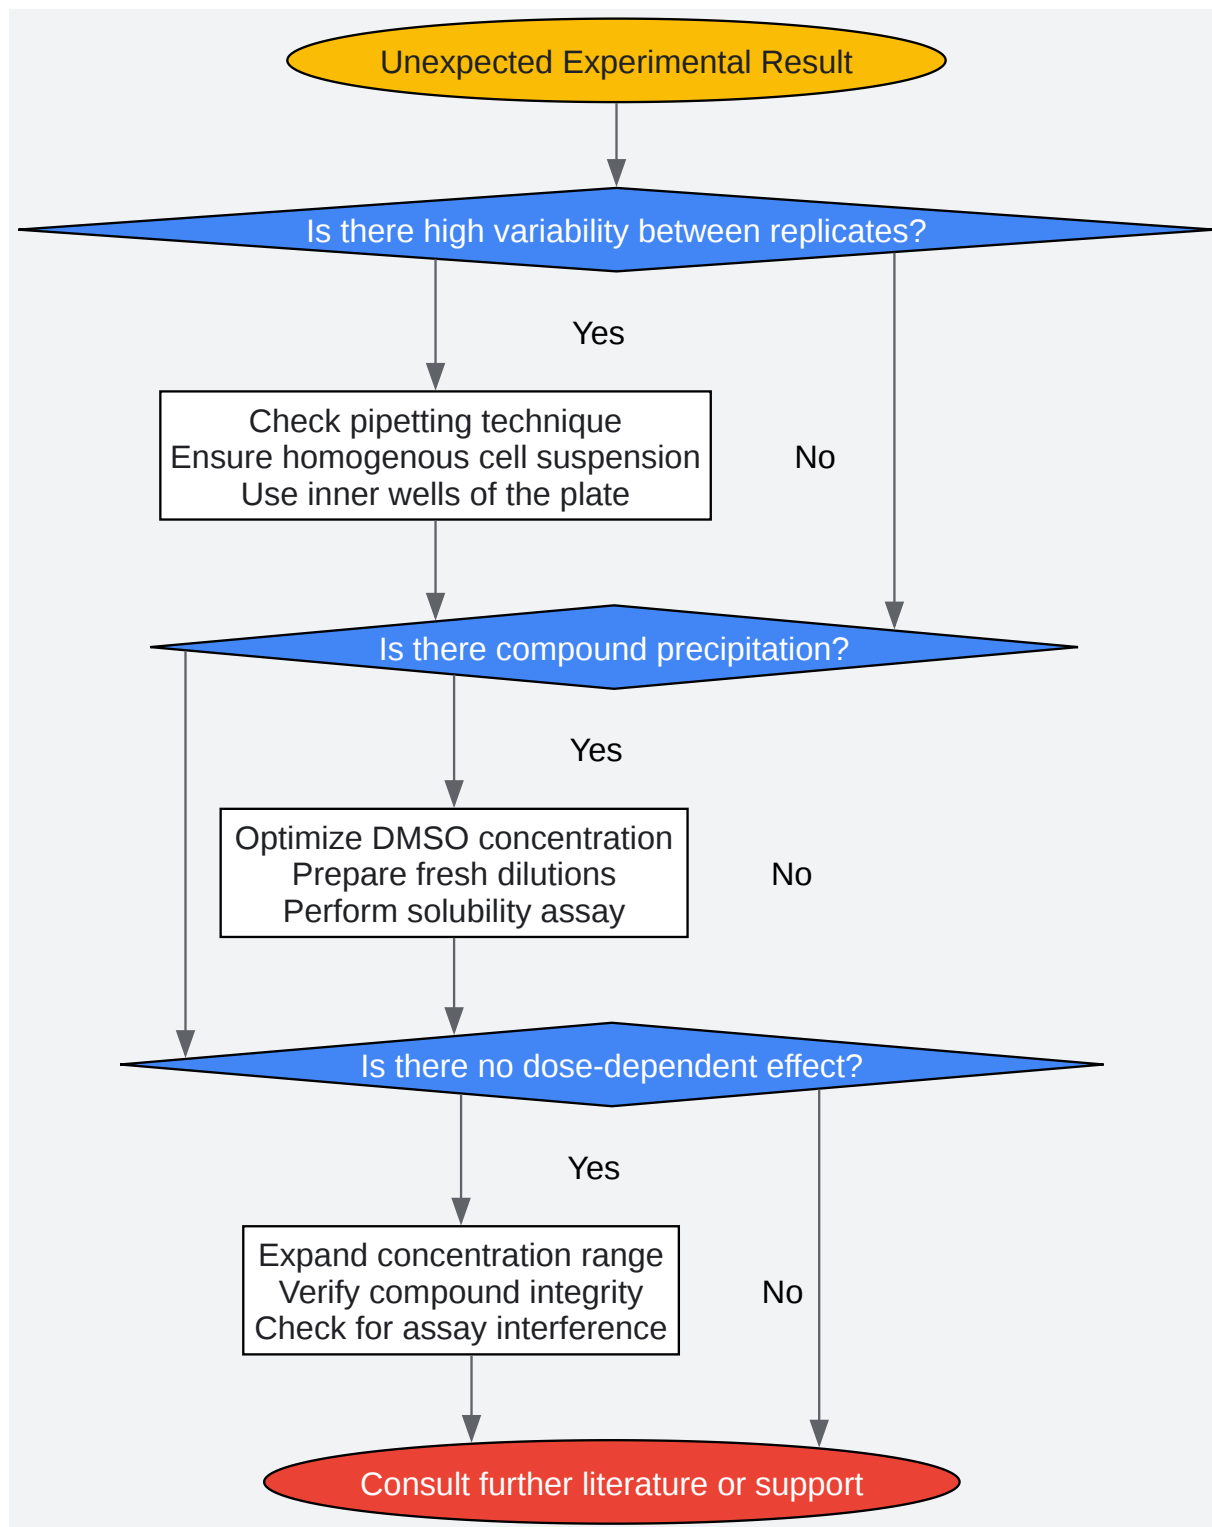 Unexpected Experimental Result
Is there high variability between replicates?
Yes
Check pipetting technique
Ensure homogenous cell suspension
Use inner wells of the plate
No
Is there compound precipitation?
Yes
Optimize DMSO concentration
Prepare fresh dilutions
Perform solubility assay
No
Is there no dose-dependent effect?
Yes
Expand concentration range
Verify compound integrity
Check for assay interference
No
Consult further literature or support